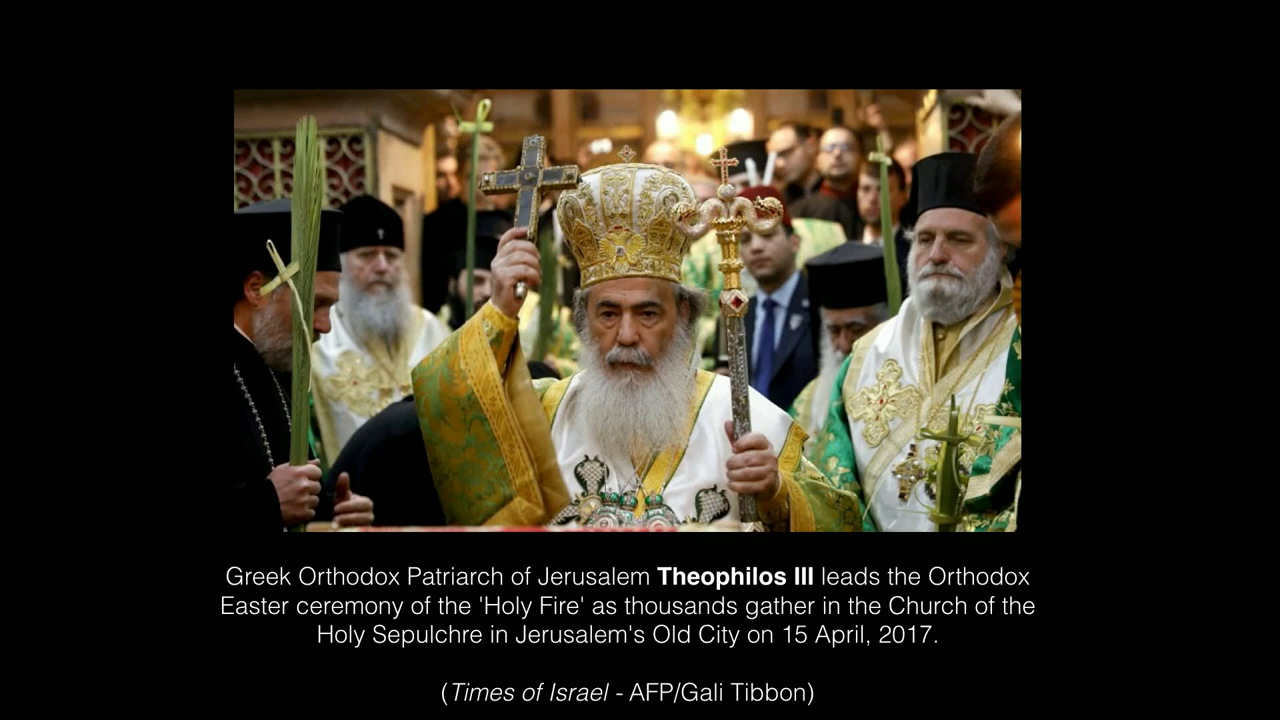 Greek Orthodox Patriarch of Jerusalem Theophilos III leads the Orthodox
Easter ceremony of the 'Holy Fire' as thousands gather in the Church of the
Holy Sepulchre in Jerusalem's Old City on 15 April, 2017.
(Times of Israel - AFP/Gali Tibbon)